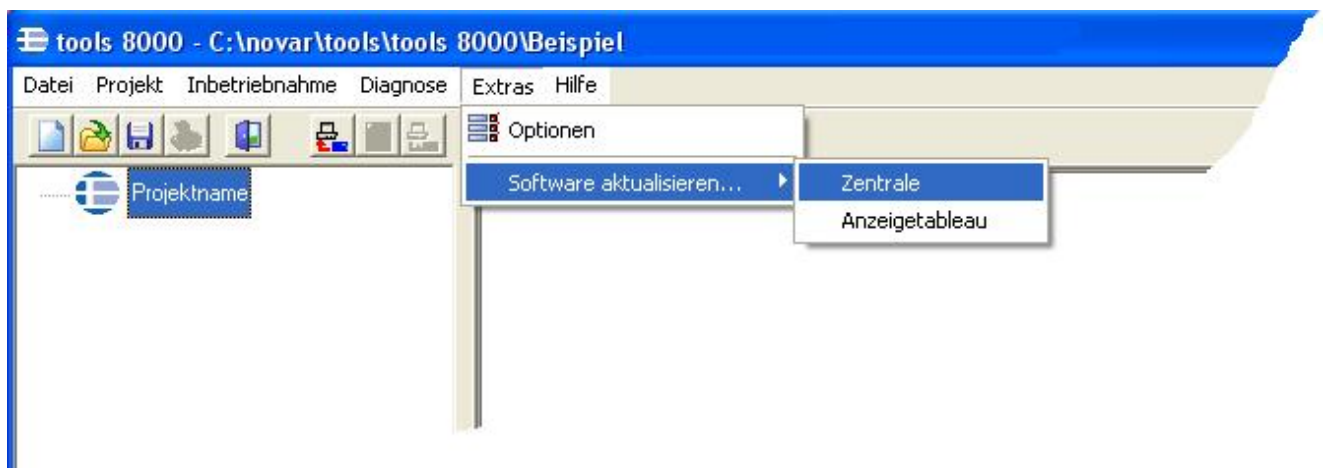 tools 8000 - C:\novar\tools\tools 8000\Beispiel
Datei Projekt Inbetriebnahme Diagnose Extras Hilfe
Optionen
Software aktualisieren... Zentrale
Projektname
Anzeigetableau